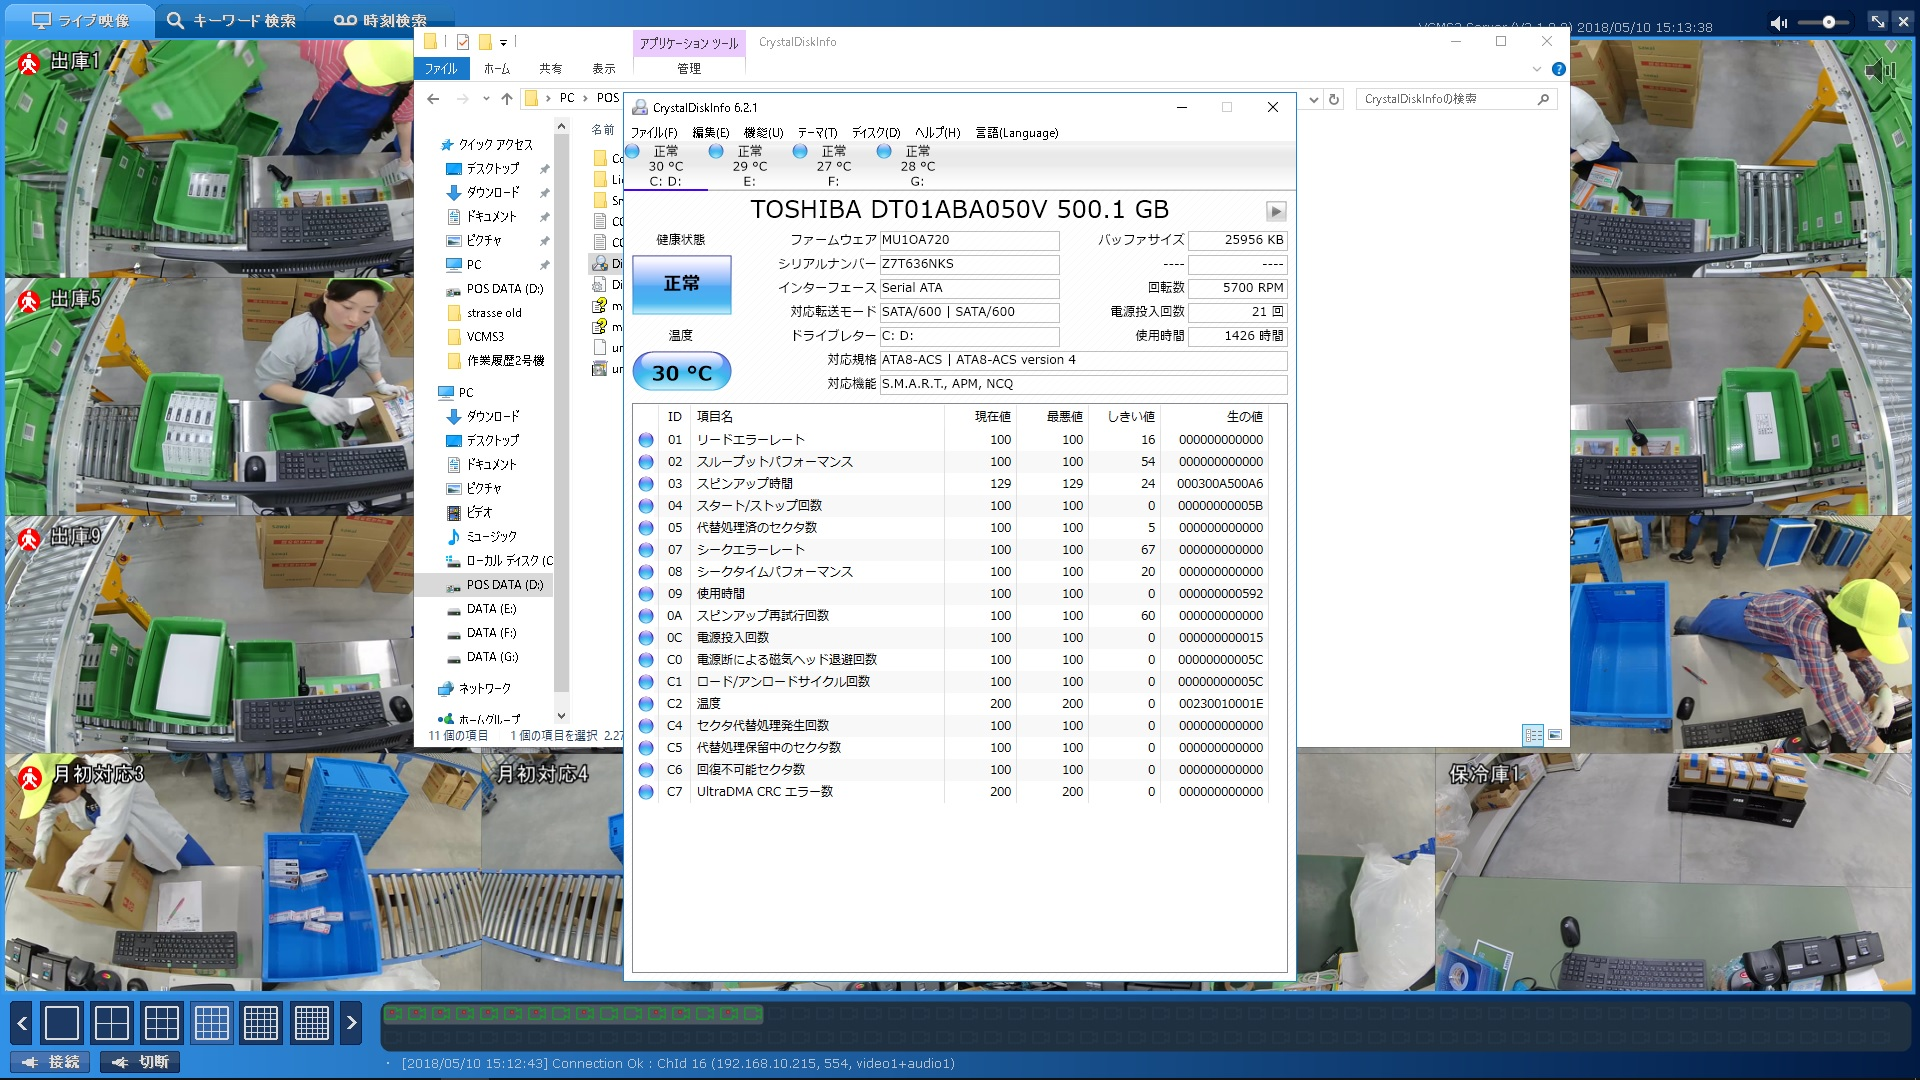 ライブ映像
キーワード検索
時刻検索
VCMS3 Server (V3.1.0.0) 2018/05/10 15:13:38
出庫1
出庫5
出庫9
月初対応3
月初対応4
保冷庫1
アプリケーション ツール
CrystalDiskInfo
ファイル
ホーム
共有
表示
管理
PC
POS
CrystalDiskInfoの検索
名前
クイック アクセス
デスクトップ
ダウンロード
ドキュメント
ピクチャ
PC
POS DATA (D:)
strasse old
VCMS3
作業履歴2号機
PC
ダウンロード
デスクトップ
ドキュメント
ピクチャ
ビデオ
ミュージック
ローカル ディスク (C
POS DATA (D:)
DATA (E:)
DATA (F:)
DATA (G:)
ネットワーク
ホームグループ
11 個の項目
1 個の項目を選択 2.27
CrystalDiskInfo 6.2.1
ファイル(F) 編集(E) 機能(U) テーマ(T) ディスク(D) ヘルプ(H) 言語(Language)
正常 正常 正常 正常
30 °C 29 °C 27 °C 28 °C
C: D: E: F: G:
TOSHIBA DT01ABA050V 500.1 GB
健康状態
正常
温度
30 °C
ファームウェア MU1OA720 バッファサイズ 25956 KB
シリアルナンバー Z7T636NKS ---- ----
インターフェース Serial ATA 回転数 5700 RPM
対応転送モード SATA/600 | SATA/600 電源投入回数 21 回
ドライブレター C: D: 使用時間 1426 時間
対応規格 ATA8-ACS | ATA8-ACS version 4
対応機能 S.M.A.R.T., APM, NCQ
ID 項目名 現在値 最悪値 しきい値 生の値
01 リードエラーレート 100 100 16 000000000000
02 スループットパフォーマンス 100 100 54 000000000000
03 スピンアップ時間 129 129 24 000300A500A6
04 スタート/ストップ回数 100 100 0 00000000005B
05 代替処理済のセクタ数 100 100 5 000000000000
07 シークエラーレート 100 100 67 000000000000
08 シークタイムパフォーマンス 100 100 20 000000000000
09 使用時間 100 100 0 000000000592
0A スピンアップ再試行回数 100 100 60 000000000000
0C 電源投入回数 100 100 0 000000000015
C0 電源断による磁気ヘッド退避回数 100 100 0 00000000005C
C1 ロード/アンロードサイクル回数 100 100 0 00000000005C
C2 温度 200 200 0 00230010001E
C4 セクタ代替処理発生回数 100 100 0 000000000000
C5 代替処理保留中のセクタ数 100 100 0 000000000000
C6 回復不可能セクタ数 100 100 0 000000000000
C7 UltraDMA CRC エラー数 200 200 0 000000000000
接続
切断
[2018/05/10 15:12:43] Connection Ok : ChId 16 (192.168.10.215, 554, video1+audio1)